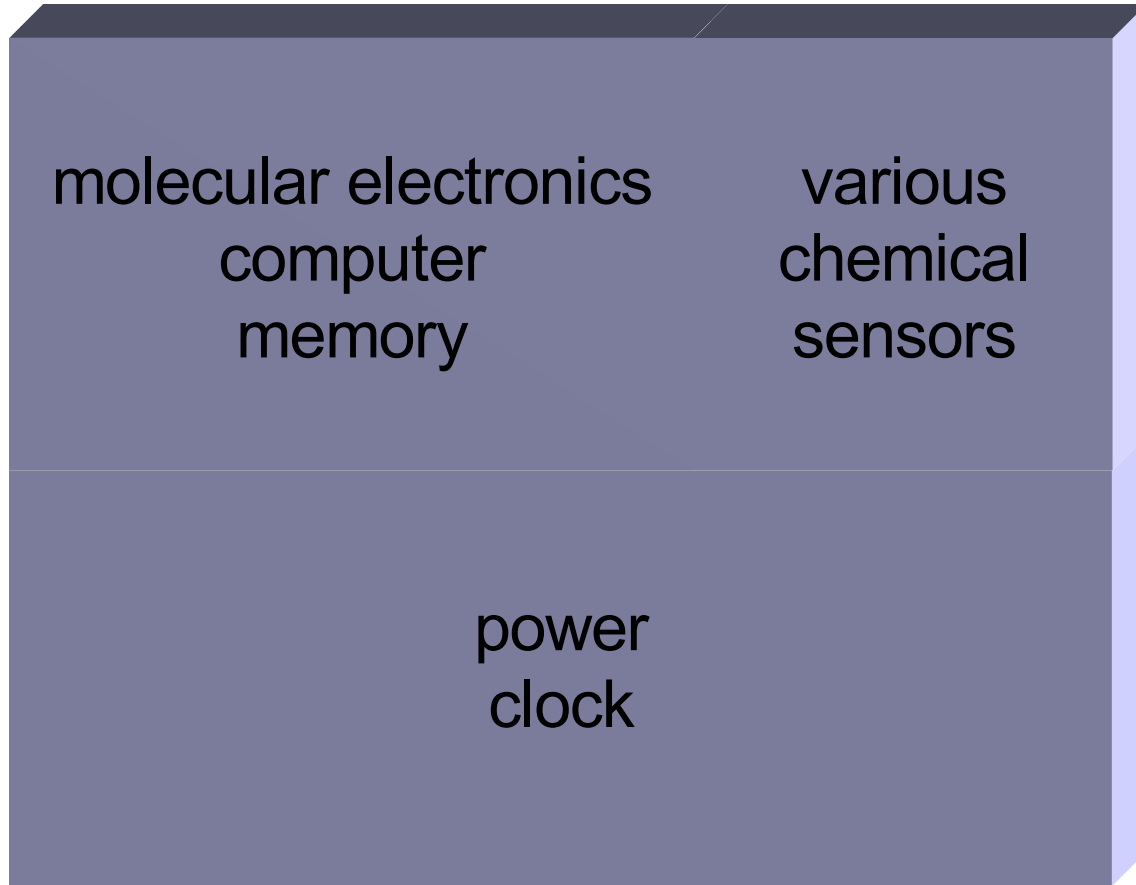 molecular electronics
computer
memory
various
chemical
sensors
power
clock